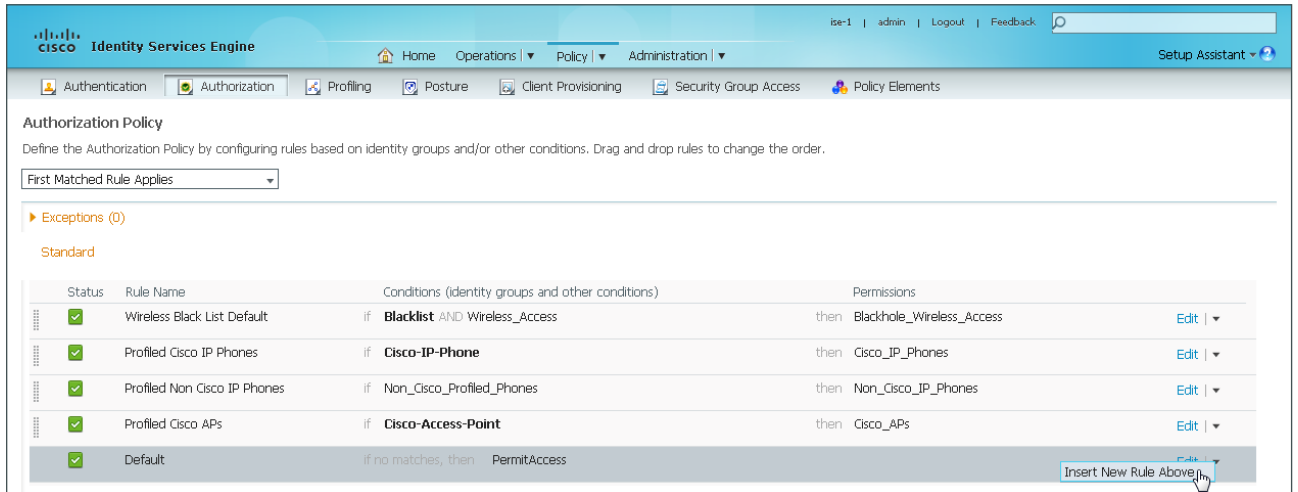 ise-1 | admin | Logout | Feedback
cisco Identity Services Engine
Home Operations | Policy | Administration | Setup Assistant
Authentication Authorization Profiling Posture Client Provisioning Security Group Access Policy Elements
Authorization Policy
Define the Authorization Policy by configuring rules based on identity groups and/or other conditions. Drag and drop rules to change the order.
First Matched Rule Applies
Exceptions (0)
Standard
Status Rule Name Conditions (identity groups and other conditions) Permissions
Wireless Black List Default if Blacklist AND Wireless_Access then Blackhole_Wireless_Access Edit |
Profiled Cisco IP Phones if Cisco-IP-Phone then Cisco_IP_Phones Edit |
Profiled Non Cisco IP Phones if Non_Cisco_Profiled_Phones then Non_Cisco_IP_Phones Edit |
Profiled Cisco APs if Cisco-Access-Point then Cisco_APs Edit |
Default if no matches, then PermitAccess Edit |
Insert New Rule Above